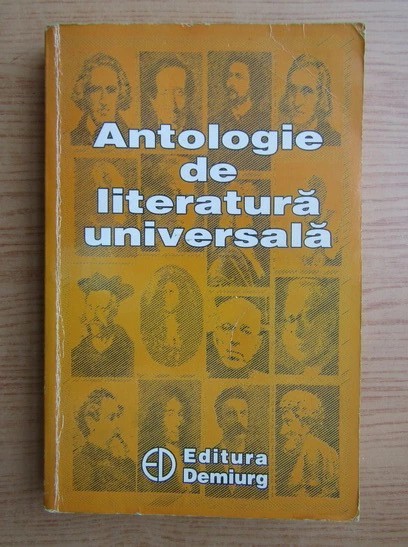 Antologie
de
literatură
universală
ED Editura
Demiurg